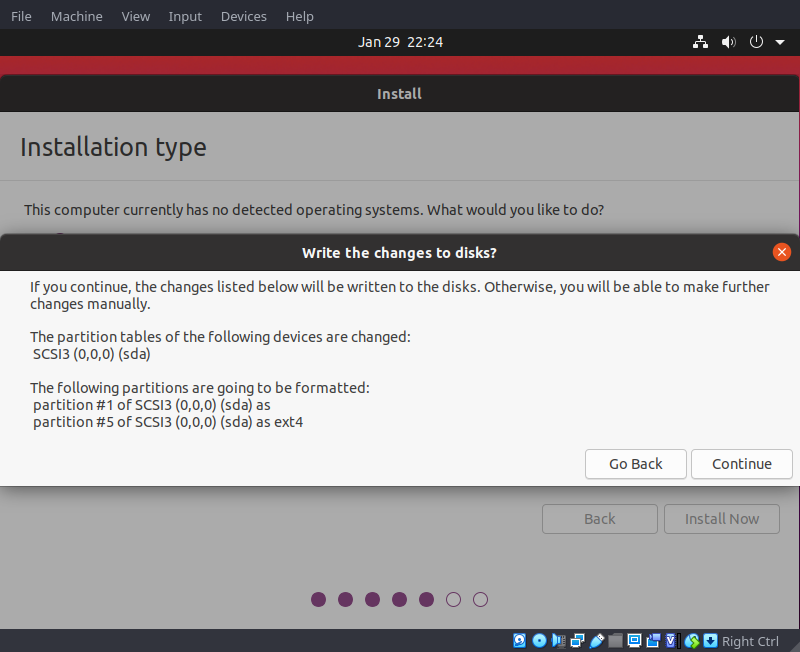 File Machine View Input Devices Help
Jan 29 22:24
Install
Installation type
This computer currently has no detected operating systems. What would you like to do?
Write the changes to disks?
If you continue, the changes listed below will be written to the disks. Otherwise, you will be able to make further
changes manually.
The partition tables of the following devices are changed:
SCSI3 (0,0,0) (sda)
The following partitions are going to be formatted:
partition #1 of SCSI3 (0,0,0) (sda) as
partition #5 of SCSI3 (0,0,0) (sda) as ext4
Go Back Continue
Back Install Now
Right Ctrl